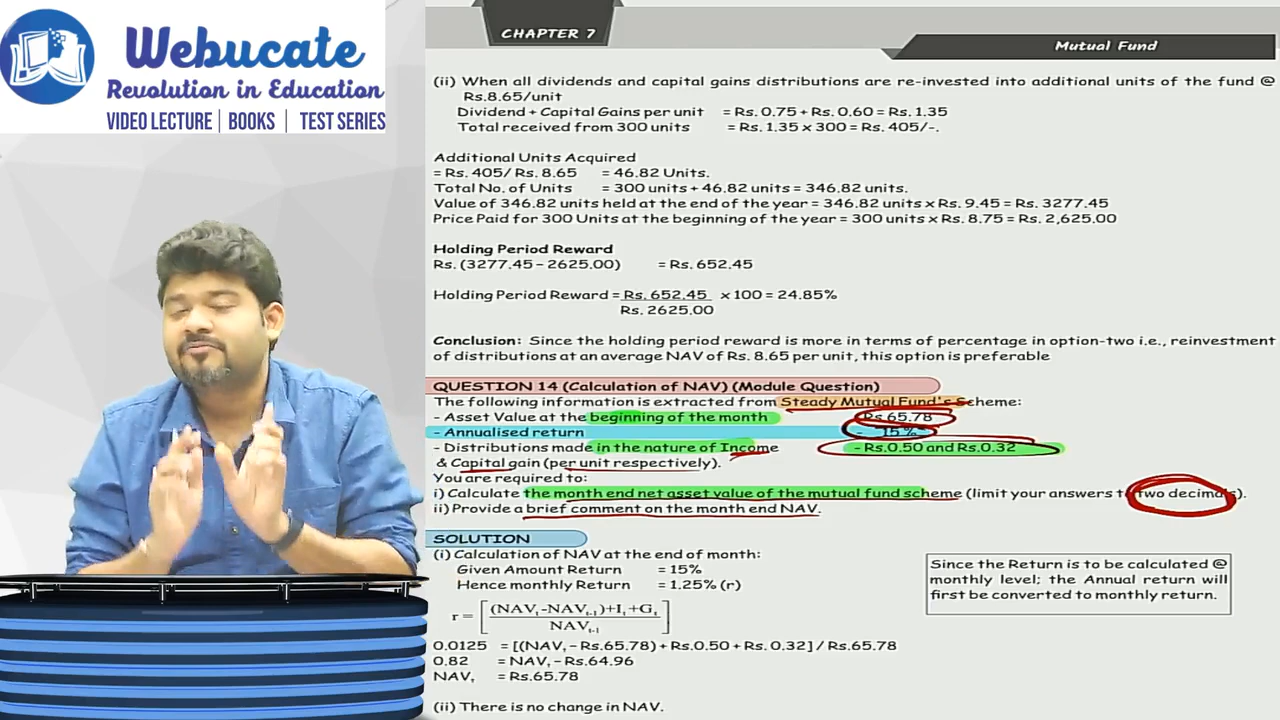 Webucate
Revolution in Education
VIDEO LECTURE | BOOKS | TEST SERIES
CHAPTER 7
Mutual Fund
(ii) When all dividends and capital gains distributions are re-invested into additional units of the fund @
Rs.8.65/unit
Dividend + Capital Gains per unit = Rs. 0.75 + Rs. 0.60 = Rs. 1.35
Total received from 300 units = Rs. 1.35 x 300 = Rs. 405/-.
Additional Units Acquired
= Rs. 405/ Rs. 8.65 = 46.82 Units.
Total No. of Units = 300 units + 46.82 units = 346.82 units.
Value of 346.82 units held at the end of the year = 346.82 units x Rs. 9.45 = Rs. 3277.45
Price Paid for 300 Units at the beginning of the year = 300 units x Rs. 8.75 = Rs. 2,625.00
Holding Period Reward
Rs. (3277.45 – 2625.00) = Rs. 652.45
Holding Period Reward = Rs. 652.45 x 100 = 24.85%
Rs. 2625.00
Conclusion: Since the holding period reward is more in terms of percentage in option-two i.e., reinvestment
of distributions at an average NAV of Rs. 8.65 per unit, this option is preferable
QUESTION 14 (Calculation of NAV) (Module Question)
The following information is extracted from Steady Mutual Fund's Scheme:
- Asset Value at the beginning of the month - Rs.65.78
- Annualised return - 15%
- Distributions made in the nature of Income - Rs.0.50 and Rs.0.32
& Capital gain (per unit respectively).
You are required to:
i) Calculate the month end net asset value of the mutual fund scheme (limit your answers to two decimals).
ii) Provide a brief comment on the month end NAV.
SOLUTION
(i) Calculation of NAV at the end of month:
Given Amount Return = 15%
Hence monthly Return = 1.25% (r)
Since the Return is to be calculated @
monthly level; the Annual return will
first be converted to monthly return.
r = [(NAVt-NAVt-1)+It+Gt
NAVt-1]
0.0125 = [(NAVt – Rs.65.78) + Rs.0.50 + Rs. 0.32] / Rs.65.78
0.82 = NAVt – Rs.64.96
NAVt = Rs.65.78
(ii) There is no change in NAV.